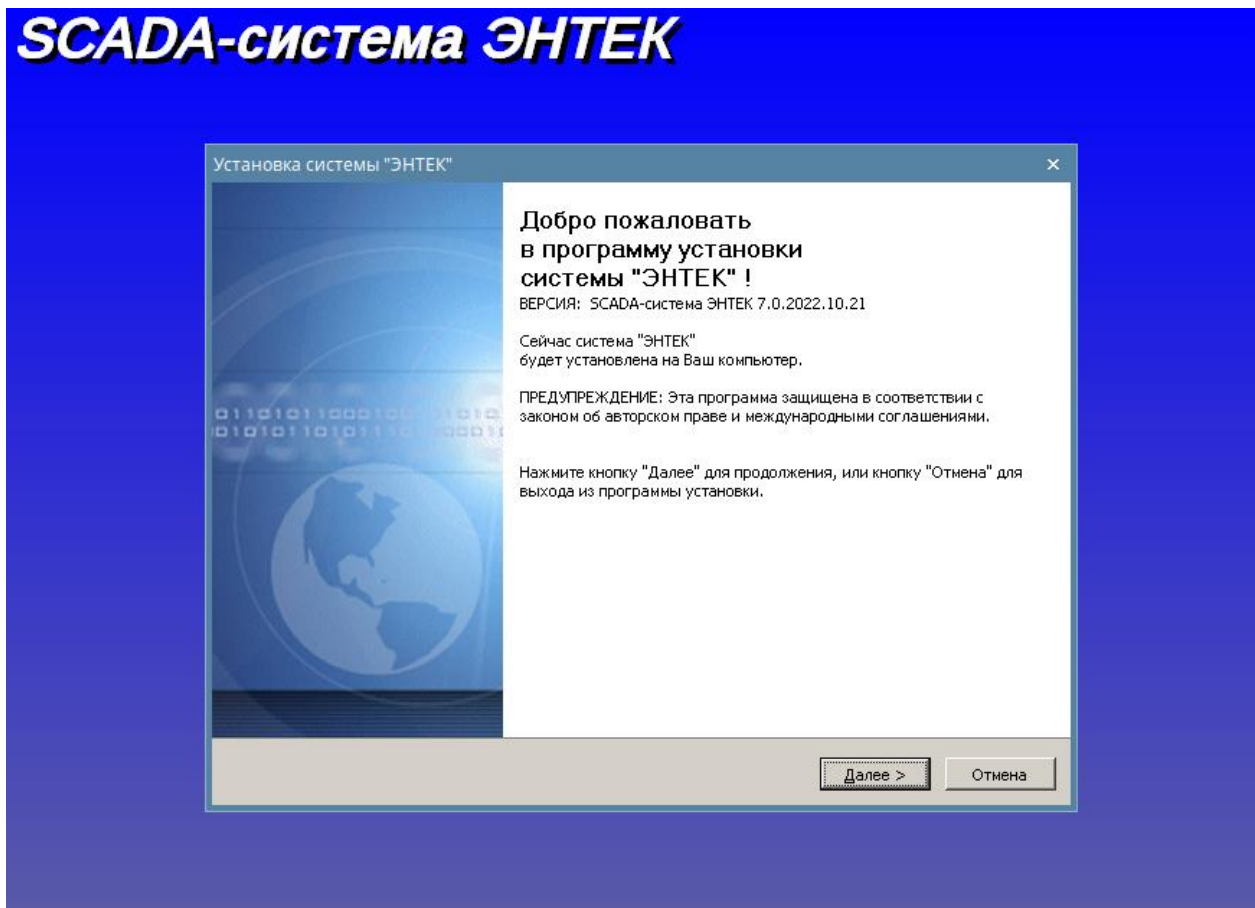 SCADA-система ЭНТЕК
Установка системы "ЭНТЕК"
Добро пожаловать
в программу установки
системы "ЭНТЕК" !
ВЕРСИЯ: SCADA-система ЭНТЕК 7.0.2022.10.21
Сейчас система "ЭНТЕК"
будет установлена на Ваш компьютер.
ПРЕДУПРЕЖДЕНИЕ: Эта программа защищена в соответствии с
законом об авторском праве и международными соглашениями.
Нажмите кнопку "Далее" для продолжения, или кнопку "Отмена" для
выхода из программы установки.
Далее >
Отмена